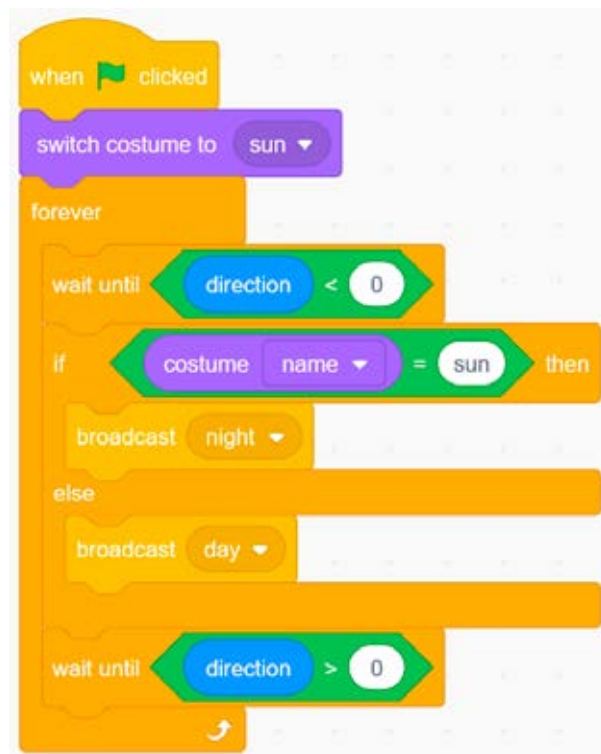 when clicked
switch costume to sun
forever
wait until direction < 0
if costume name = sun then
broadcast night
else
broadcast day
wait until direction > 0